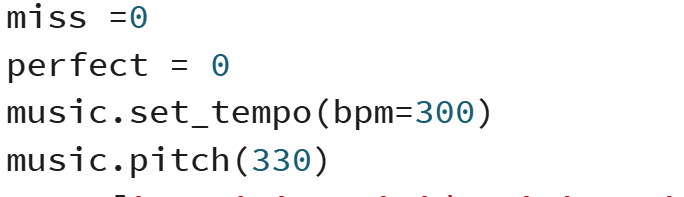 miss =0
perfect = 0
music.set_tempo(bpm=300)
music.pitch(330)